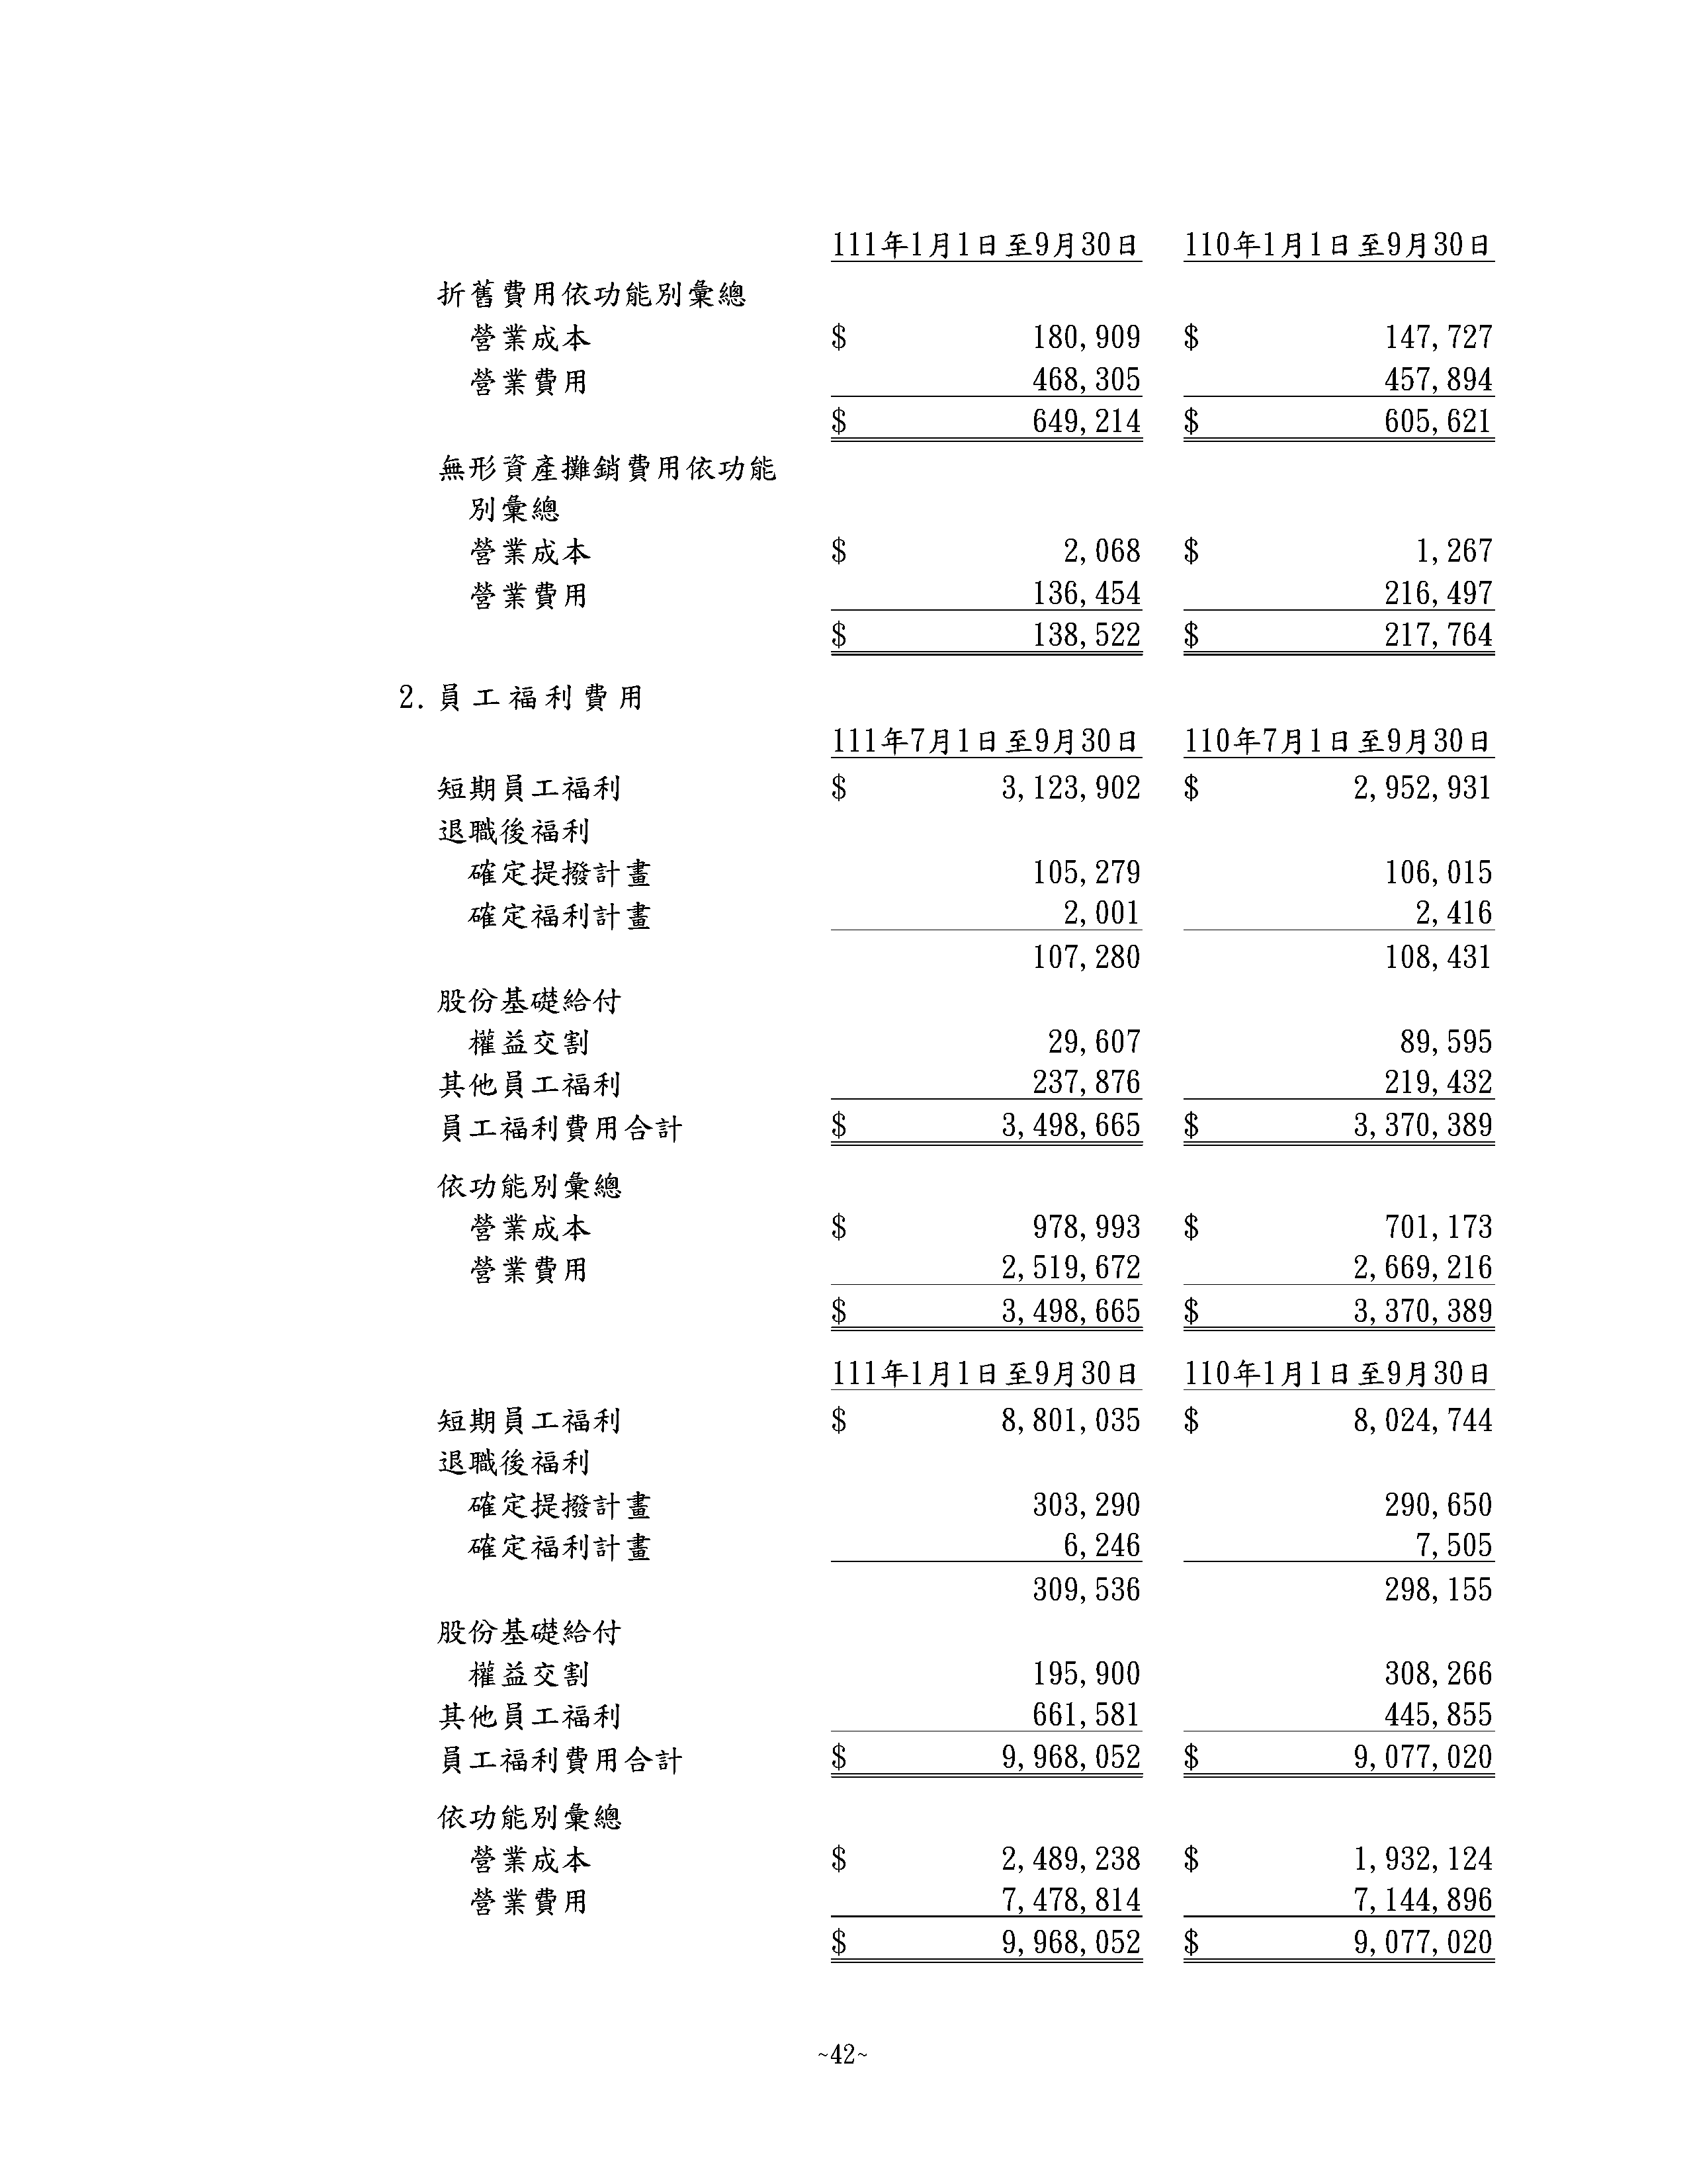 111年1月1日至9月30日 110年1月1日至9月30日
折舊費用依功能別彙總
營業成本 $ 180,909 $ 147,727
營業費用 468,305 457,894
$ 649,214 $ 605,621
無形資產攤銷費用依功能
別彙總
營業成本 $ 2,068 $ 1,267
營業費用 136,454 216,497
$ 138,522 $ 217,764
2.員工福利費用
111年7月1日至9月30日 110年7月1日至9月30日
短期員工福利 $ 3,123,902 $ 2,952,931
退職後福利
確定提撥計畫 105,279 106,015
確定福利計畫 2,001 2,416
107,280 108,431
股份基礎給付
權益交割 29,607 89,595
其他員工福利 237,876 219,432
員工福利費用合計 $ 3,498,665 $ 3,370,389
依功能別彙總
營業成本 $ 978,993 $ 701,173
營業費用 2,519,672 2,669,216
$ 3,498,665 $ 3,370,389
111年1月1日至9月30日 110年1月1日至9月30日
短期員工福利 $ 8,801,035 $ 8,024,744
退職後福利
確定提撥計畫 303,290 290,650
確定福利計畫 6,246 7,505
309,536 298,155
股份基礎給付
權益交割 195,900 308,266
其他員工福利 661,581 445,855
員工福利費用合計 $ 9,968,052 $ 9,077,020
依功能別彙總
營業成本 $ 2,489,238 $ 1,932,124
營業費用 7,478,814 7,144,896
$ 9,968,052 $ 9,077,020
~42~